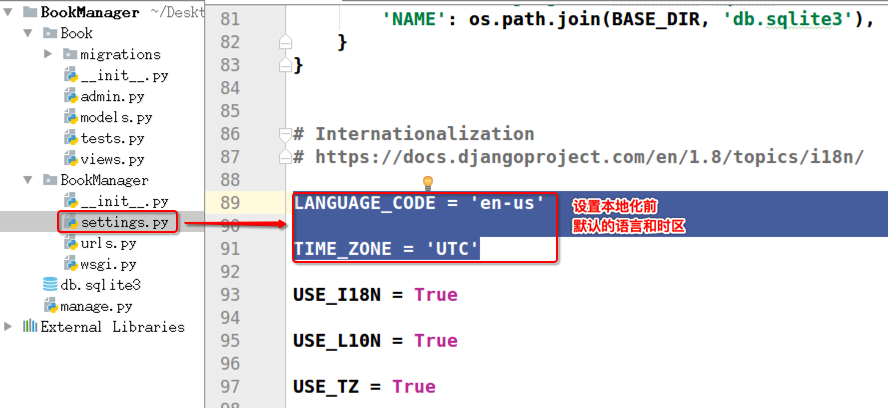 BookManager ~/Deskt
Book
migrations
__init__.py
admin.py
models.py
tests.py
views.py
BookManager
__init__.py
settings.py
urls.py
wsgi.py
db.sqlite3
manage.py
External Libraries
81 'NAME': os.path.join(BASE_DIR, 'db.sqlite3'),
82 }
83 }
84
85
86 # Internationalization
87 # https://docs.djangoproject.com/en/1.8/topics/i18n/
88
89 LANGUAGE_CODE = 'en-us'
90
91 TIME_ZONE = 'UTC'
92
93 USE_I18N = True
94
95 USE_L10N = True
96
97 USE_TZ = True
设置本地化前
默认的语言和时区